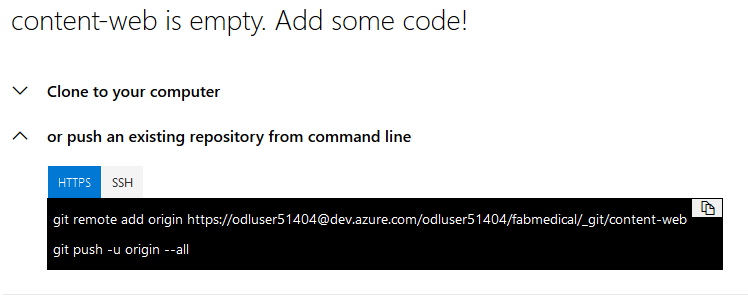 content-web is empty. Add some code!
Clone to your computer
or push an existing repository from command line
HTTPS SSH
git remote add origin https://odluser51404@dev.azure.com/odluser51404/fabmedical/_git/content-web
git push -u origin --all